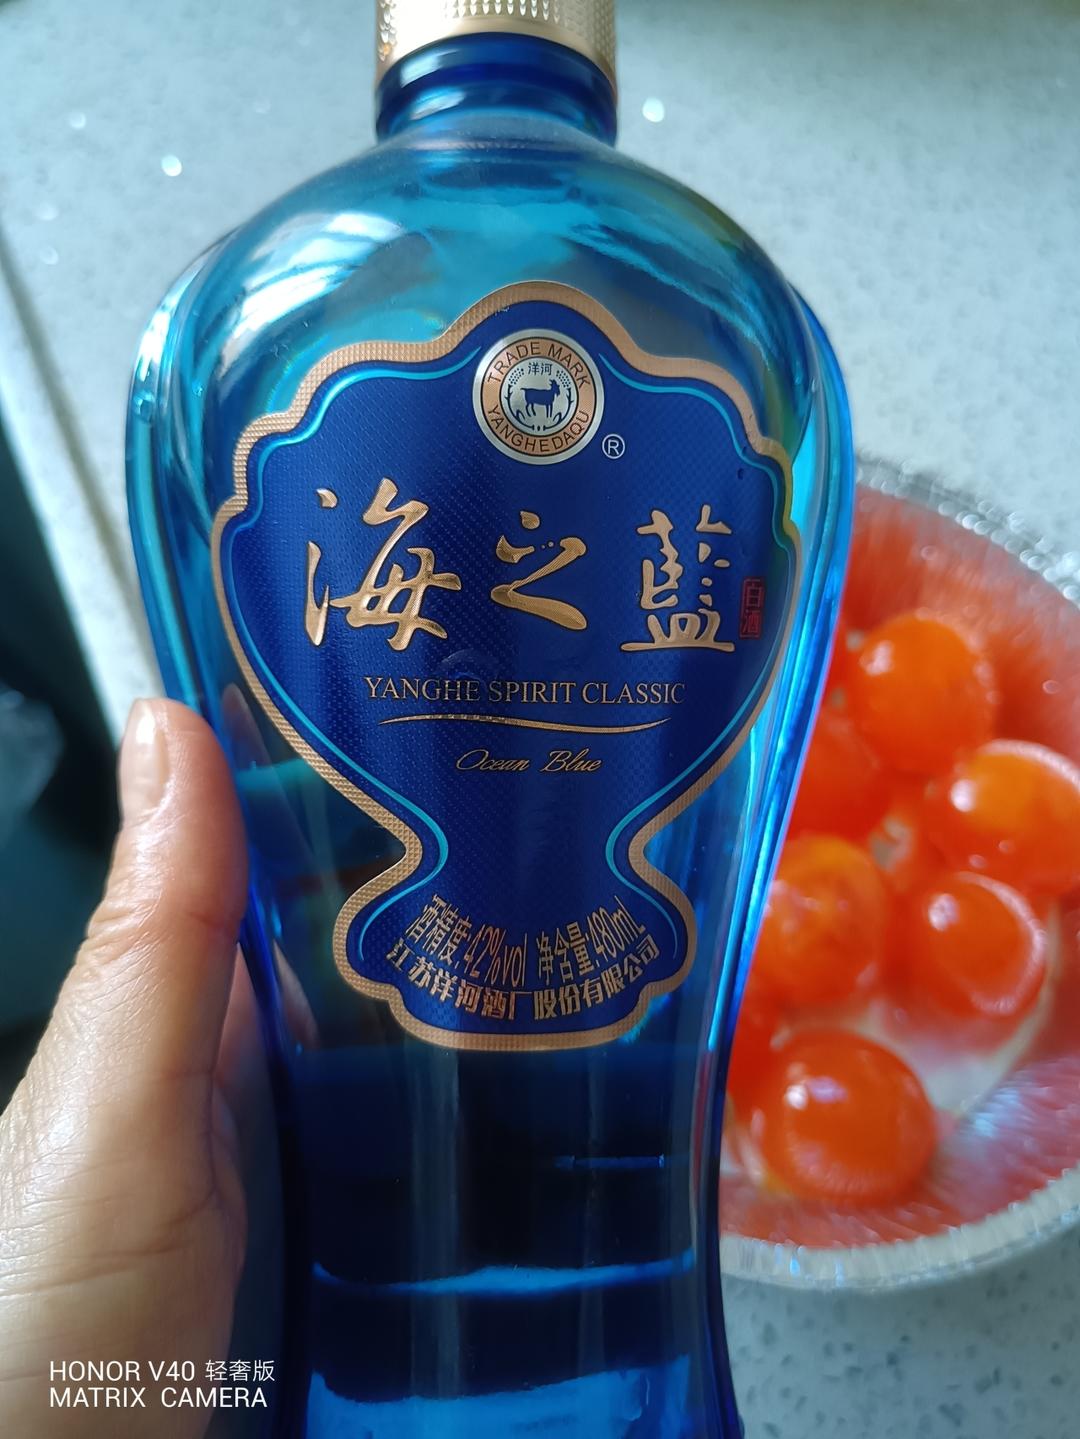 TRADE MARK
洋河
YANGHEDAQU
®
海之藍
白酒
YANGHE SPIRIT CLASSIC
Ocean Blue
酒精度:42%vol 净含量:480mL
江苏洋河酒厂股份有限公司
HONOR V40 轻奢版
MATRIX CAMERA